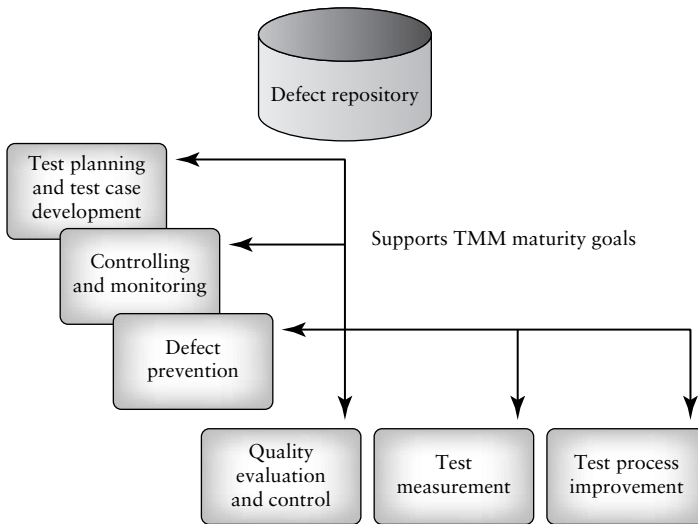 Defect repository
Test planning
and test case
development
Supports TMM maturity goals
Controlling
and monitoring
Defect
prevention
Quality
evaluation
and control
Test
measurement
Test process
improvement